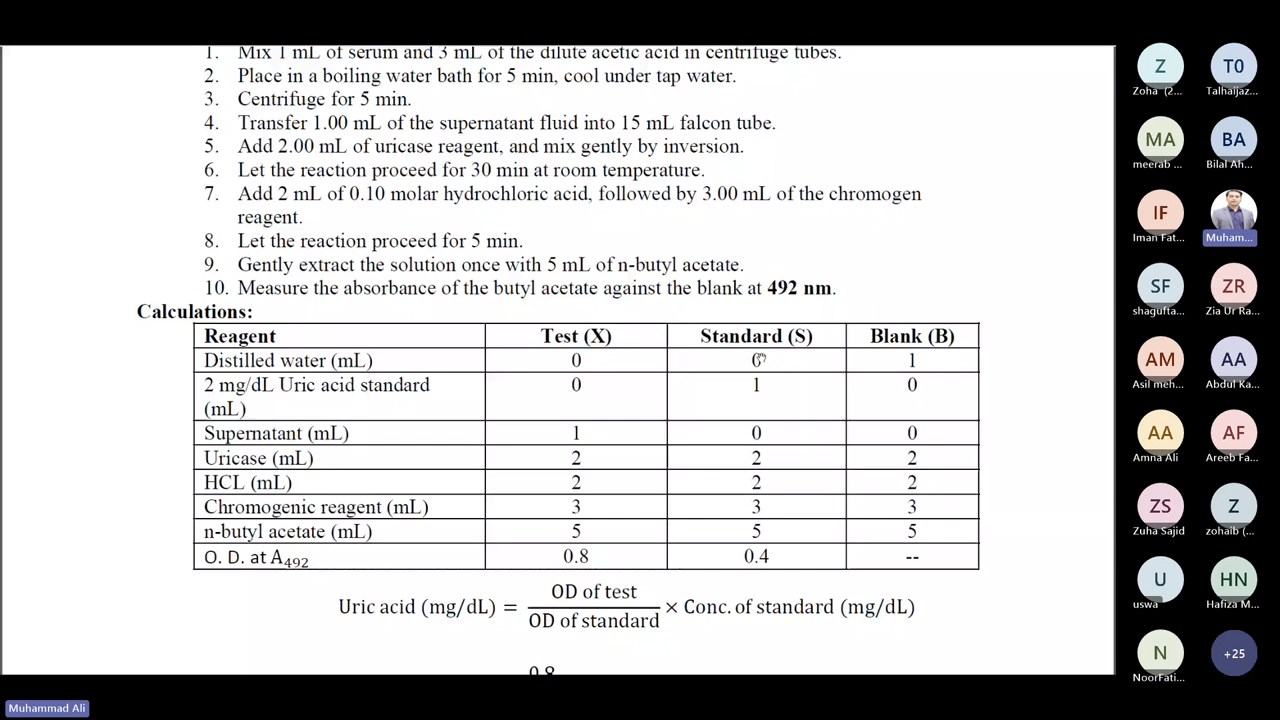 1. Mix 1 mL of serum and 3 mL of the dilute acetic acid in centrifuge tubes.
2. Place in a boiling water bath for 5 min, cool under tap water.
3. Centrifuge for 5 min.
4. Transfer 1.00 mL of the supernatant fluid into 15 mL falcon tube.
5. Add 2.00 mL of uricase reagent, and mix gently by inversion.
6. Let the reaction proceed for 30 min at room temperature.
7. Add 2 mL of 0.10 molar hydrochloric acid, followed by 3.00 mL of the chromogen
reagent.
8. Let the reaction proceed for 5 min.
9. Gently extract the solution once with 5 mL of n-butyl acetate.
10. Measure the absorbance of the butyl acetate against the blank at 492 nm.
Calculations:
Reagent Test (X) Standard (S) Blank (B)
Distilled water (mL) 0 0 1
2 mg/dL Uric acid standard 0 1 0
(mL)
Supernatant (mL) 1 0 0
Uricase (mL) 2 2 2
HCL (mL) 2 2 2
Chromogenic reagent (mL) 3 3 3
n-butyl acetate (mL) 5 5 5
O. D. at A492 0.8 0.4 --
OD of test
Uric acid (mg/dL) = × Conc. of standard (mg/dL)
OD of standard
0.8
Z T0
Zoha (2... Talhaijaz...
MA BA
meerab ... Bilal Ah...
IF
Iman Fat... Muham...
SF ZR
shagufta... Zia Ur Ra...
AM AA
Asil meh... Abdul Ka...
AA AF
Amna Ali Areeb Fa...
ZS Z
Zuha Sajid zohaib (...
U HN
uswa Hafiza M...
N +25
NoorFati...
Muhammad Ali